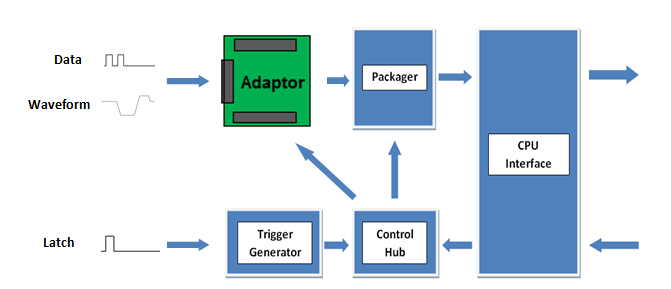 Data
Waveform
Adaptor
Packager
CPU
Interface
Latch
Trigger
Generator
Control
Hub